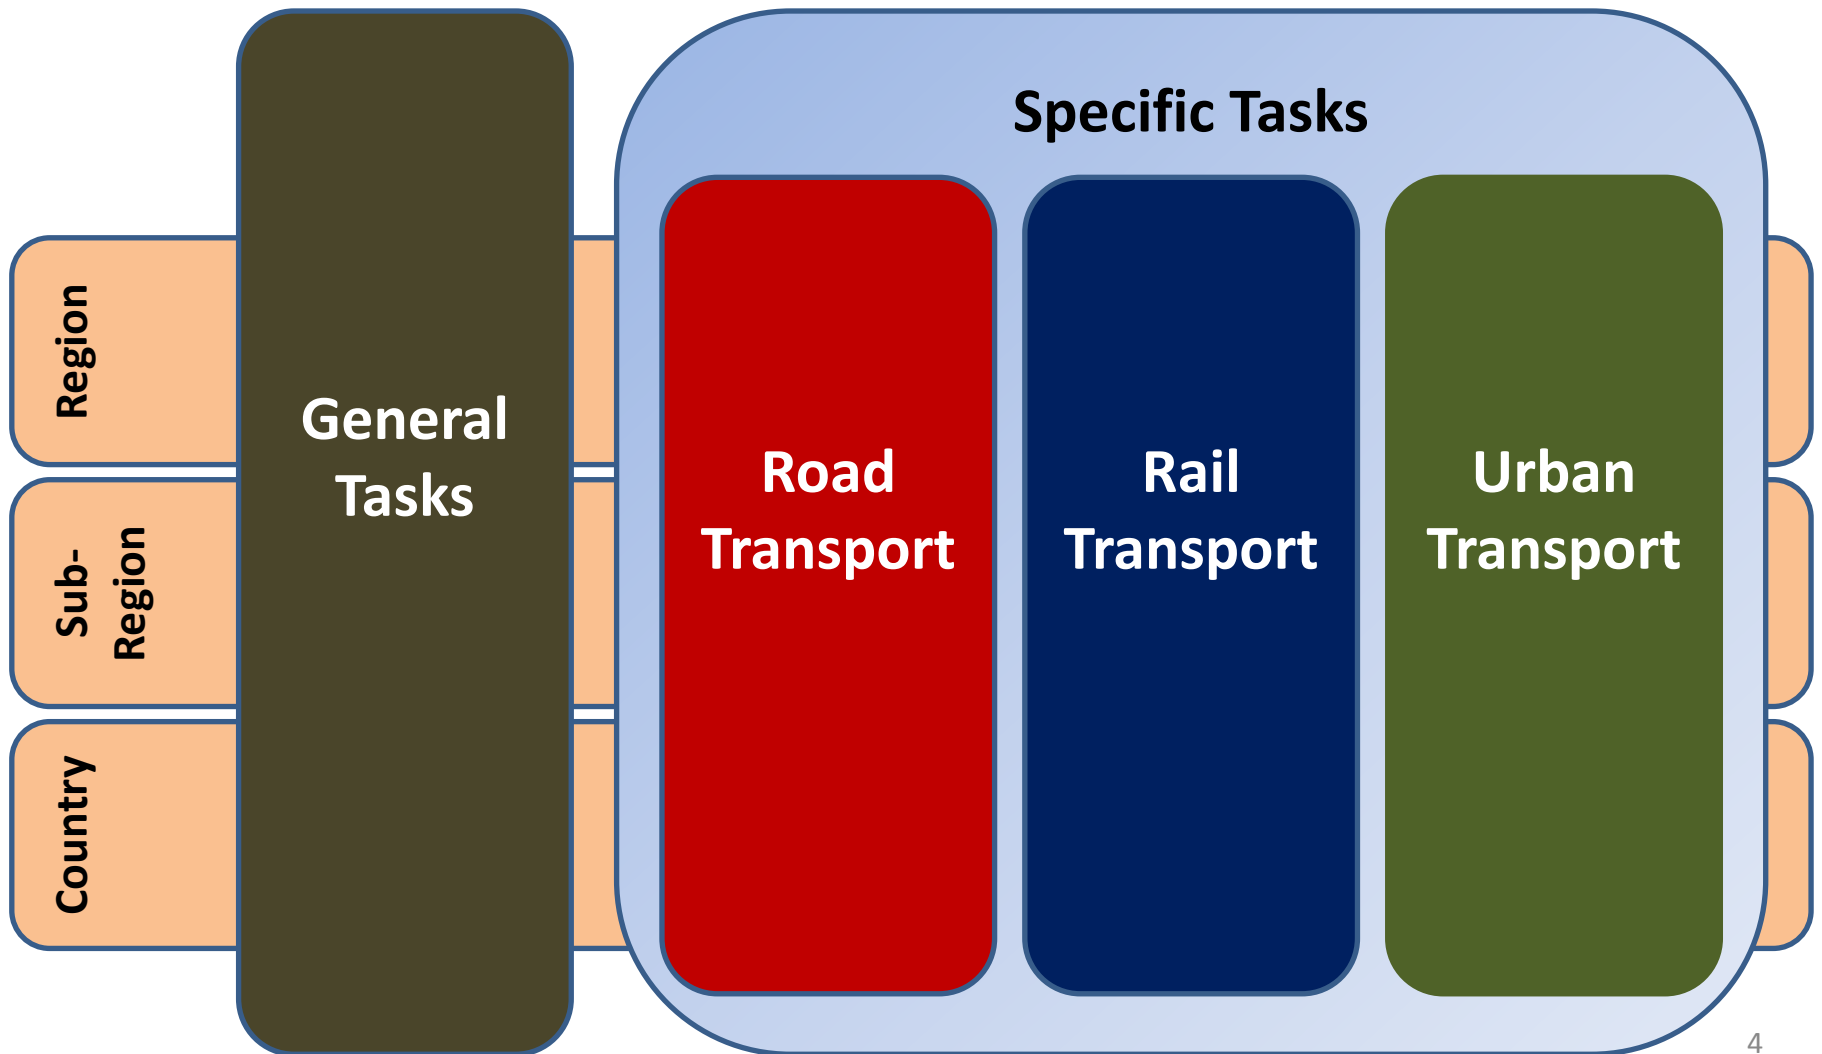 Specific Tasks
Region
Sub-
Region
Country
General
Tasks
Road
Transport
Rail
Transport
Urban
Transport
4